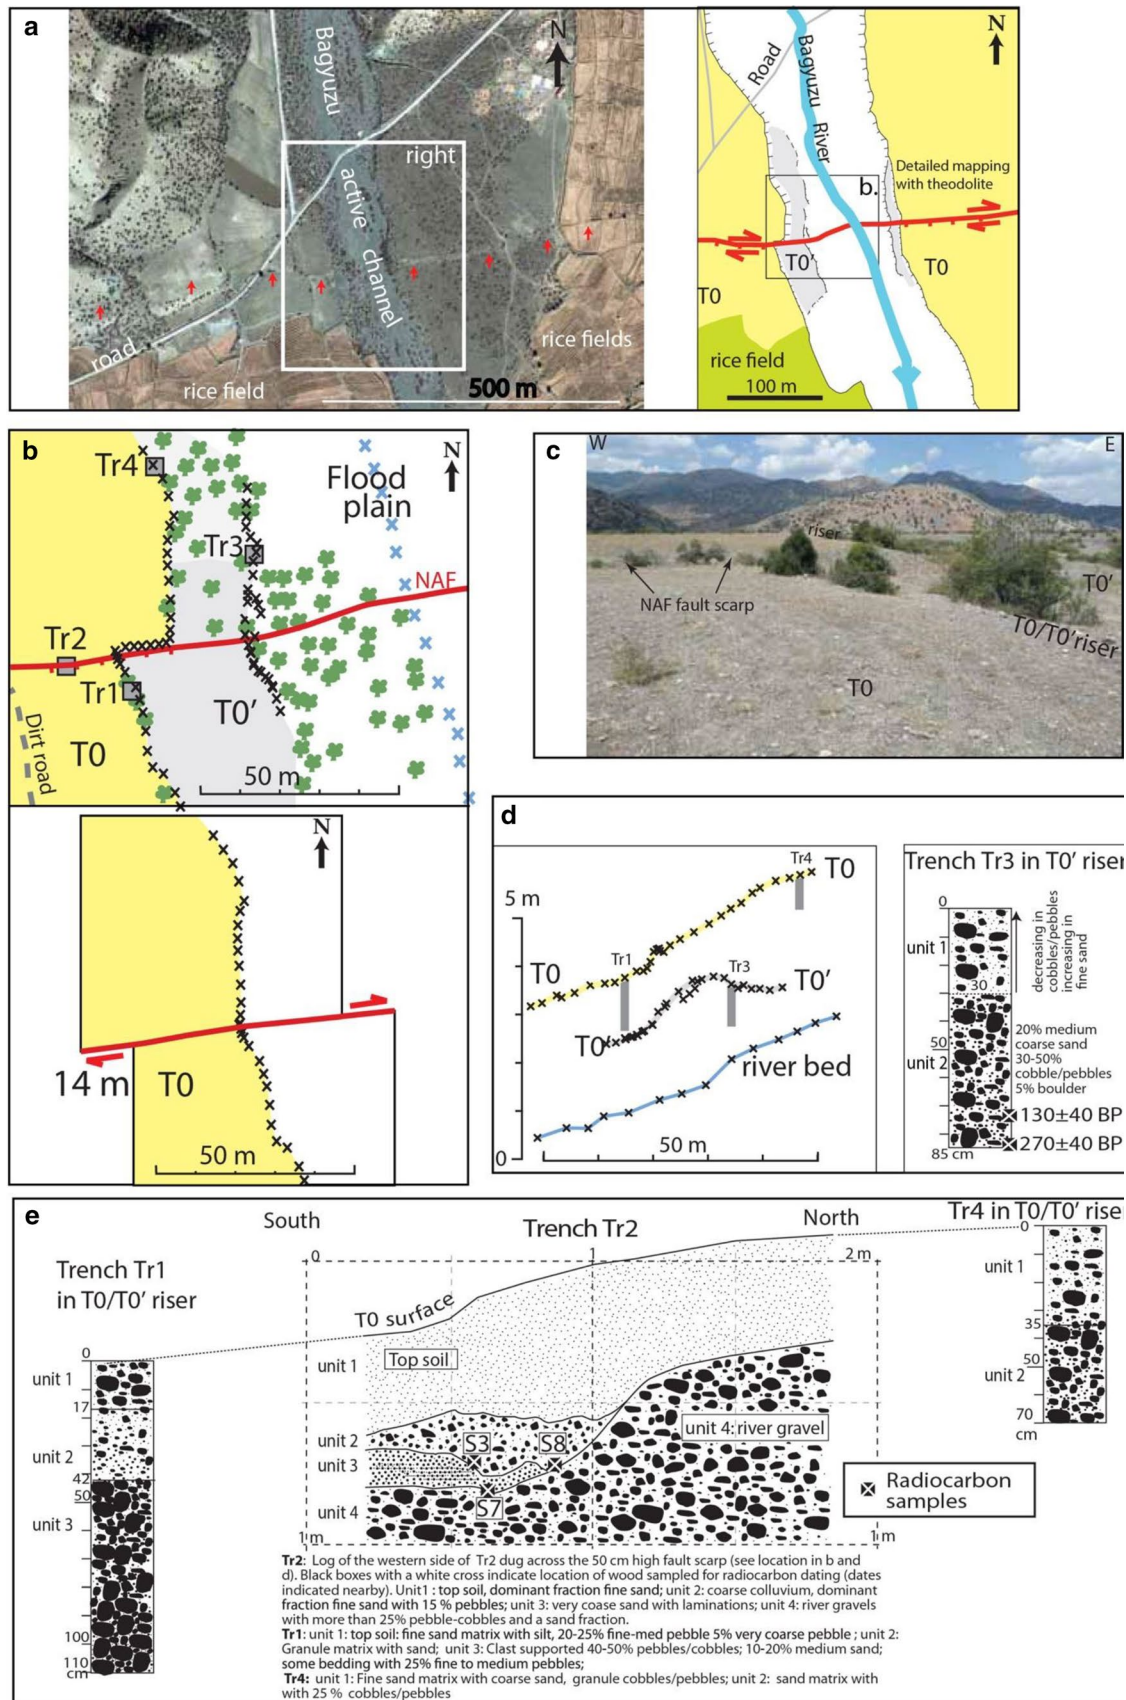 a
N
Bagyuzu
right
active
channel
road
rice field
rice fields
500 m
N
Road
Bagyuzu
River
Detailed mapping
with theodolite
b.
T0'
T0
T0
rice field
100 m
b
N
Tr4
Flood
plain
Tr3
NAF
Tr2
Tr1
T0'
T0
Dirt road
50 m
N
14 m
T0
50 m
c
W
E
riser
T0'
NAF fault scarp
T0/T0'riser
T0
d
Tr4
T0
5 m
Tr1
T0
Tr3
T0'
T0
river bed
0
50 m
Trench Tr3 in T0' riser
0
unit 1
30
decreasing in
cobbles/pebbles
increasing in
fine sand
50
unit 2
20% medium
coarse sand
30-50%
cobble/pebbles
5% boulder
130±40 BP
270±40 BP
85 cm
e
South
Trench Tr2
North
Tr4 in T0/T0' riser
Trench Tr1
in T0/T0' riser
0
1
2 m
T0 surface
unit 1
Top soil
unit 2
S3
S8
unit 3
S7
unit 4
unit 4: river gravel
1 m
1 m
0
unit 1
17
unit 2
42
50
unit 3
100
110
cm
0
unit 1
35
50
unit 2
70
cm
Radiocarbon
samples
Tr2: Log of the western side of Tr2 dug across the 50 cm high fault scarp (see location in b and
d). Black boxes with a white cross indicate location of wood sampled for radiocarbon dating (dates
indicated nearby). Unit1 : top soil, dominant fraction fine sand; unit 2: coarse colluvium, dominant
fraction fine sand with 15 % pebbles; unit 3: very coase sand with laminations; unit 4: river gravels
with more than 25% pebble-cobbles and a sand fraction.
Tr1: unit 1: top soil: fine sand matrix with silt, 20-25% fine-med pebble 5% very coarse pebble ; unit 2:
Granule matrix with sand; unit 3: Clast supported 40-50% pebbles/cobbles; 10-20% medium sand;
some bedding with 25% fine to medium pebbles;
Tr4: unit 1: Fine sand matrix with coarse sand, granule cobbles/pebbles; unit 2: sand matrix with
with 25 % cobbles/pebbles